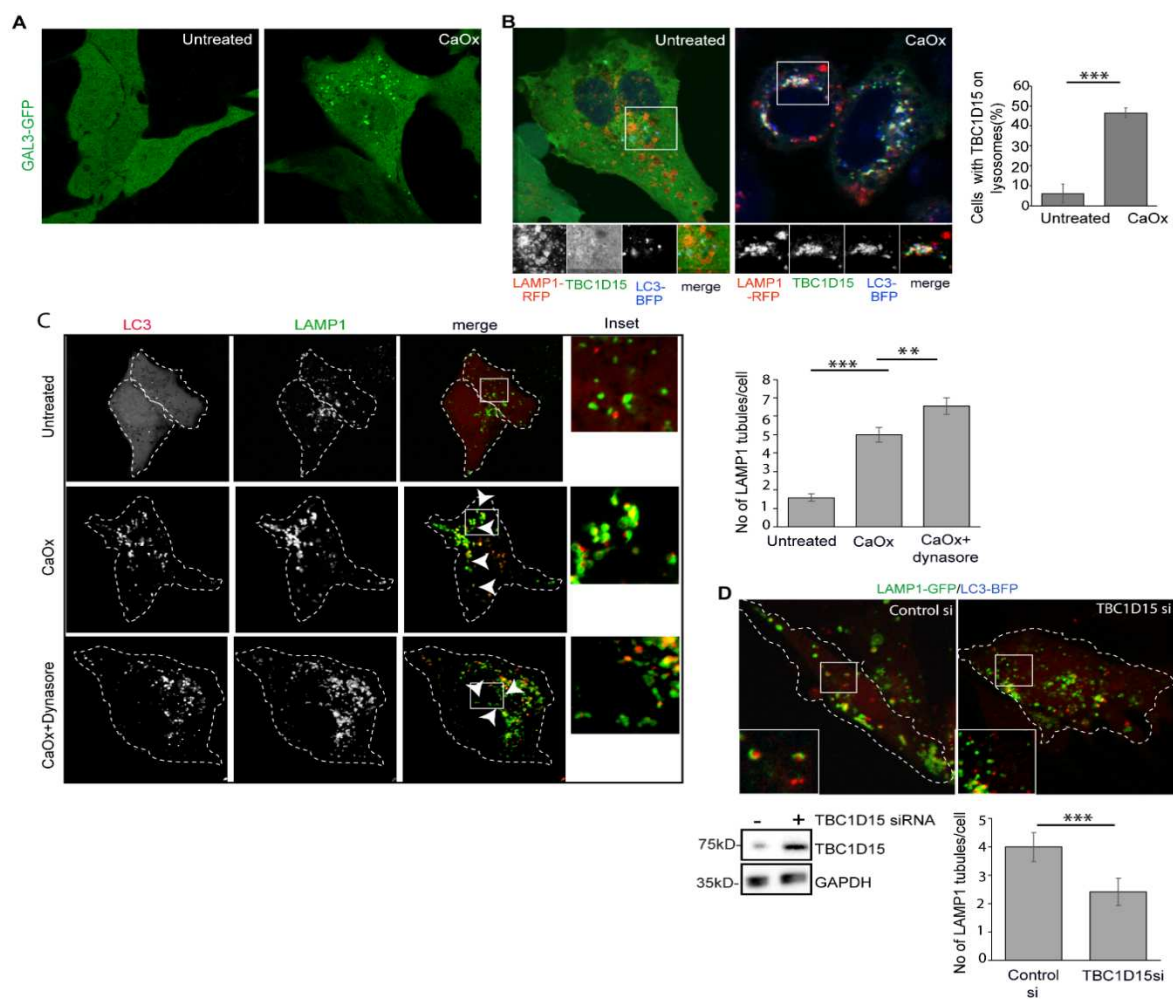 A
Untreated
CaOx
GAL3-GFP
B
Untreated
CaOx
LAMP1-
RFP
TBC1D15
LC3-
BFP
merge
LAMP1
-RFP
TBC1D15
LC3-
BFP
merge
Cells with TBC1D15 on
lysosomes(%)
***
60
50
40
30
20
10
0
Untreated
CaOx
C
LC3
LAMP1
merge
Inset
Untreated
CaOx
CaOx+Dynasore
No of LAMP1 tubules/cell
***
**
8
7
6
5
4
3
2
1
0
Untreated
CaOx
CaOx+
dynasore
D
LAMP1-GFP/LC3-BFP
Control si
TBC1D15 si
- + TBC1D15 siRNA
75kD- TBC1D15
35kD- GAPDH
No of LAMP1 tubules/cell
***
5
4
3
2
1
0
Control
si
TBC1D15si